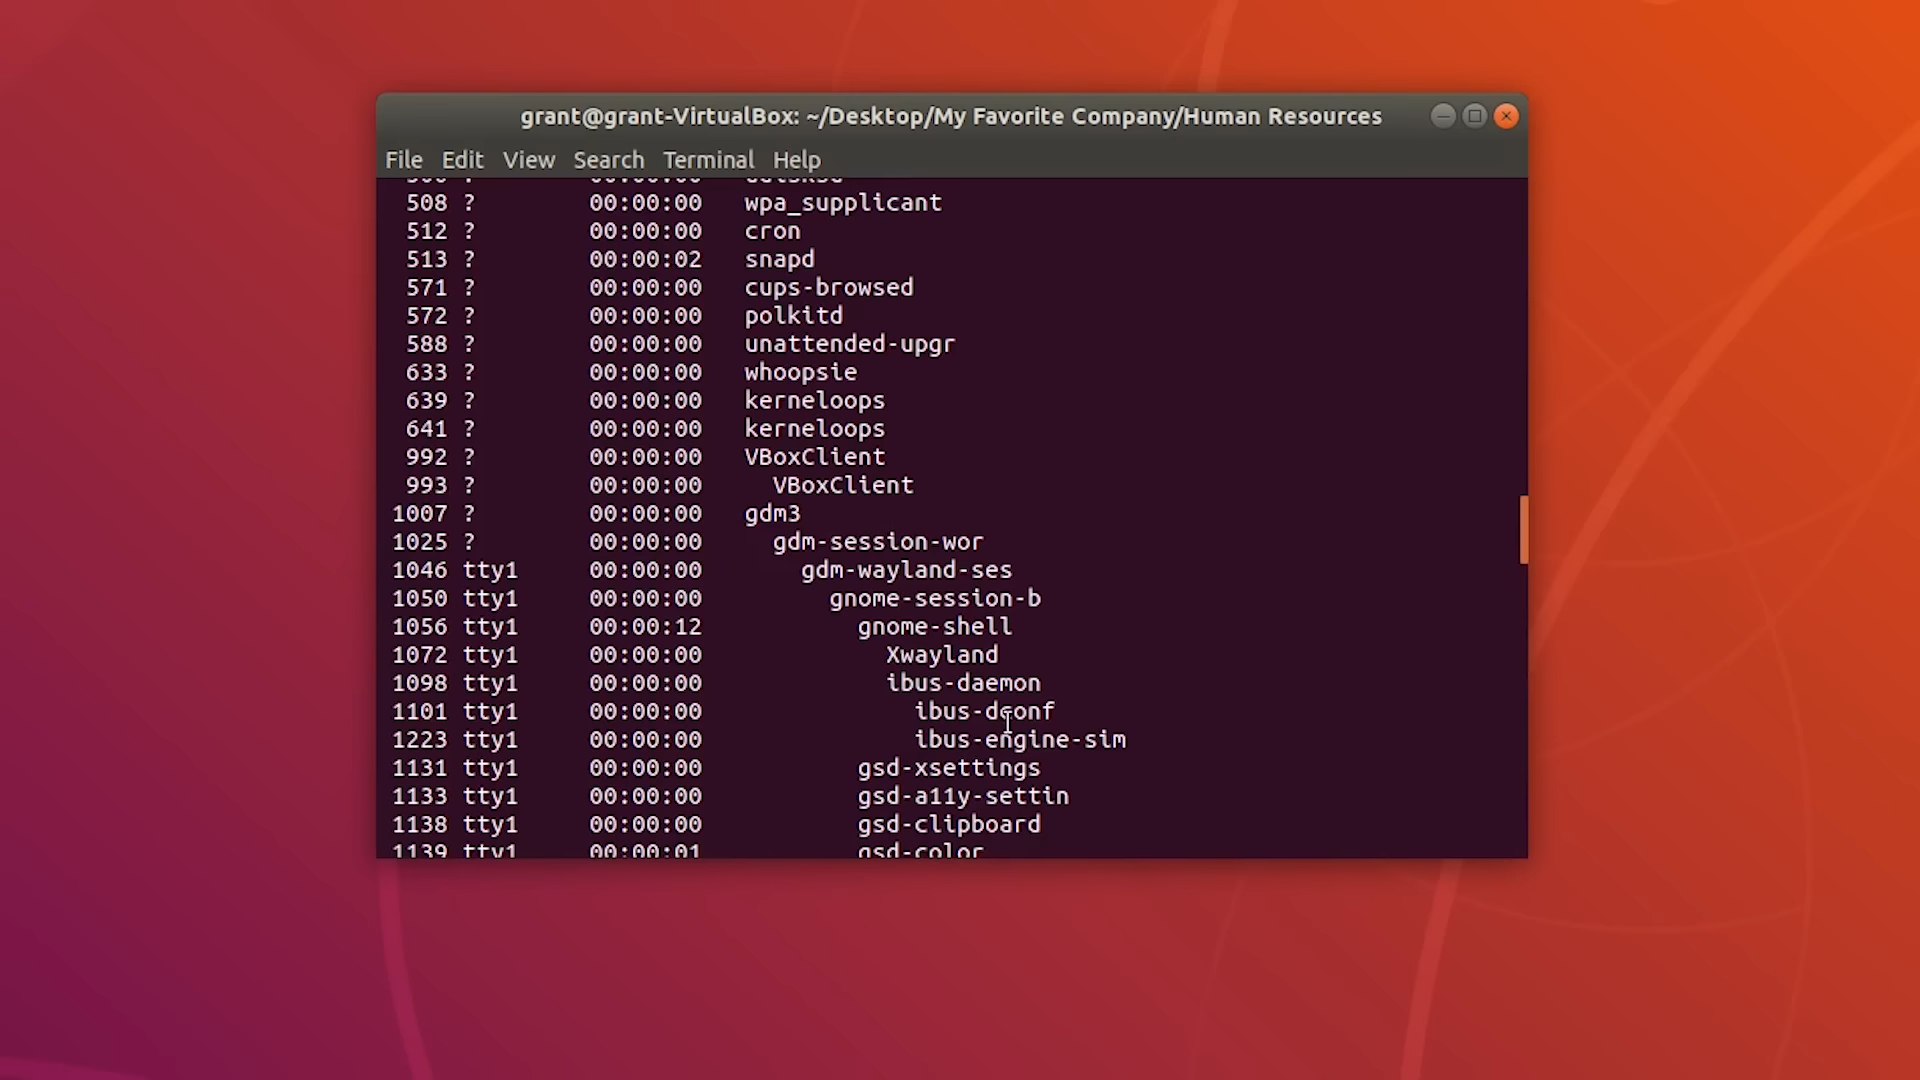 grant@grant-VirtualBox: ~/Desktop/My Favorite Company/Human Resources
File Edit View Search Terminal Help
508 ? 00:00:00 wpa_supplicant
512 ? 00:00:00 cron
513 ? 00:00:02 snapd
571 ? 00:00:00 cups-browsed
572 ? 00:00:00 polkitd
588 ? 00:00:00 unattended-upgr
633 ? 00:00:00 whoopsie
639 ? 00:00:00 kerneloops
641 ? 00:00:00 kerneloops
992 ? 00:00:00 VBoxClient
993 ? 00:00:00 VBoxClient
1007 ? 00:00:00 gdm3
1025 ? 00:00:00 gdm-session-wor
1046 tty1 00:00:00 gdm-wayland-ses
1050 tty1 00:00:00 gnome-session-b
1056 tty1 00:00:12 gnome-shell
1072 tty1 00:00:00 Xwayland
1098 tty1 00:00:00 ibus-daemon
1101 tty1 00:00:00 ibus-dconf
1223 tty1 00:00:00 ibus-engine-sim
1131 tty1 00:00:00 gsd-xsettings
1133 tty1 00:00:00 gsd-a11y-settin
1138 tty1 00:00:00 gsd-clipboard
1139 tty1 00:00:01 gsd-color